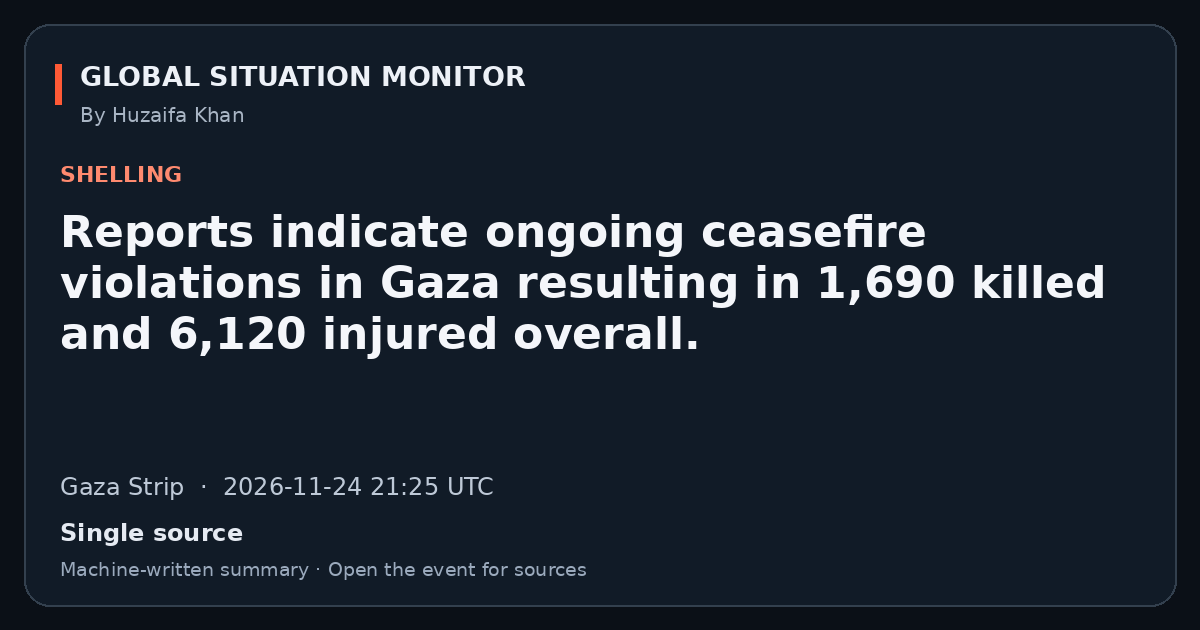 GLOBAL SITUATION MONITOR
By Huzaifa Khan
SHELLING
Reports indicate ongoing ceasefire
violations in Gaza resulting in 1,690 killed
and 6,120 injured overall.
Gaza Strip · 2026-11-24 21:25 UTC
Single source
Machine-written summary · Open the event for sources